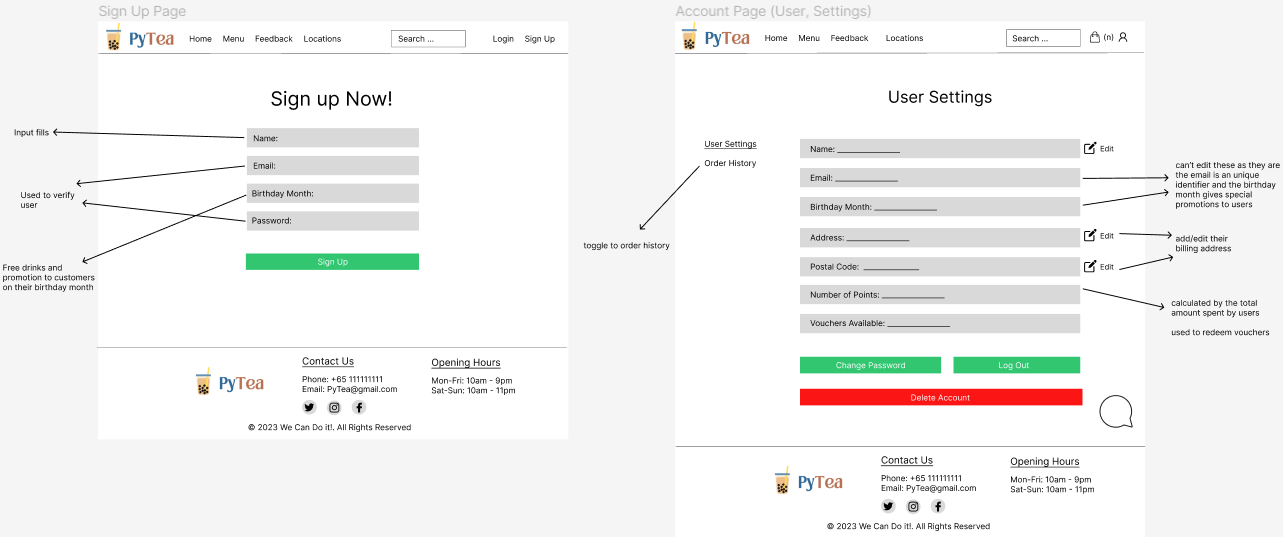 Sign Up Page
PyTea
Home Menu Feedback Locations
Search ...
Login Sign Up
Sign up Now!
Input fills
Name:
Email:
Used to verify
user
Birthday Month:
Password:
Free drinks and
promotion to customers
on their birthday month
Sign Up
PyTea
Contact Us
Phone: +65 111111111
Email: PyTea@gmail.com
Opening Hours
Mon-Fri: 10am - 9pm
Sat-Sun: 10am - 11pm
© 2023 We Can Do it!. All Rights Reserved
Account Page (User, Settings)
PyTea
Home Menu Feedback Locations
Search ...
(n)
User Settings
User Settings
Order History
toggle to order history
Name: ____________
Edit
Email: ____________
Birthday Month: ____________
can't edit these as they are
the email is an unique
identifier and the birthday
month gives special
promotions to users
Address: ____________
Edit
Postal Code: ____________
Edit
add/edit their
billing address
Number of Points: ____________
Vouchers Available: ____________
calculated by the total
amount spent by users
used to redeem vouchers
Change Password
Log Out
Delete Account
PyTea
Contact Us
Phone: +65 111111111
Email: PyTea@gmail.com
Opening Hours
Mon-Fri: 10am - 9pm
Sat-Sun: 10am - 11pm
© 2023 We Can Do it!. All Rights Reserved